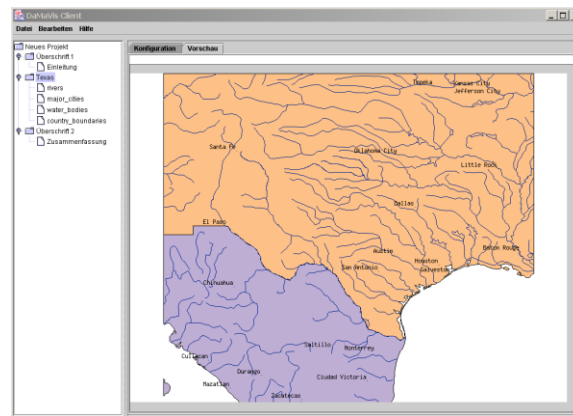 DaMaVis Client
Datei Bearbeiten Hilfe
Neues Projekt
Überschrift 1
Einleitung
Texas
rivers
major_cities
water_bodies
country_boundaries
Überschrift 2
Zusammenfassung
Konfiguration Vorschau
Topeka Kansas City
Jefferson City
Santa Fe
Oklahoma City
Little Rock
Dallas
El Paso
Austin
Baton Rouge
Houston
San Antonio
Galveston
Chihuahua
Saltillo
Monterrey
Culiacan
Durango
Ciudad Victoria
Mazatlan
Zacatecas